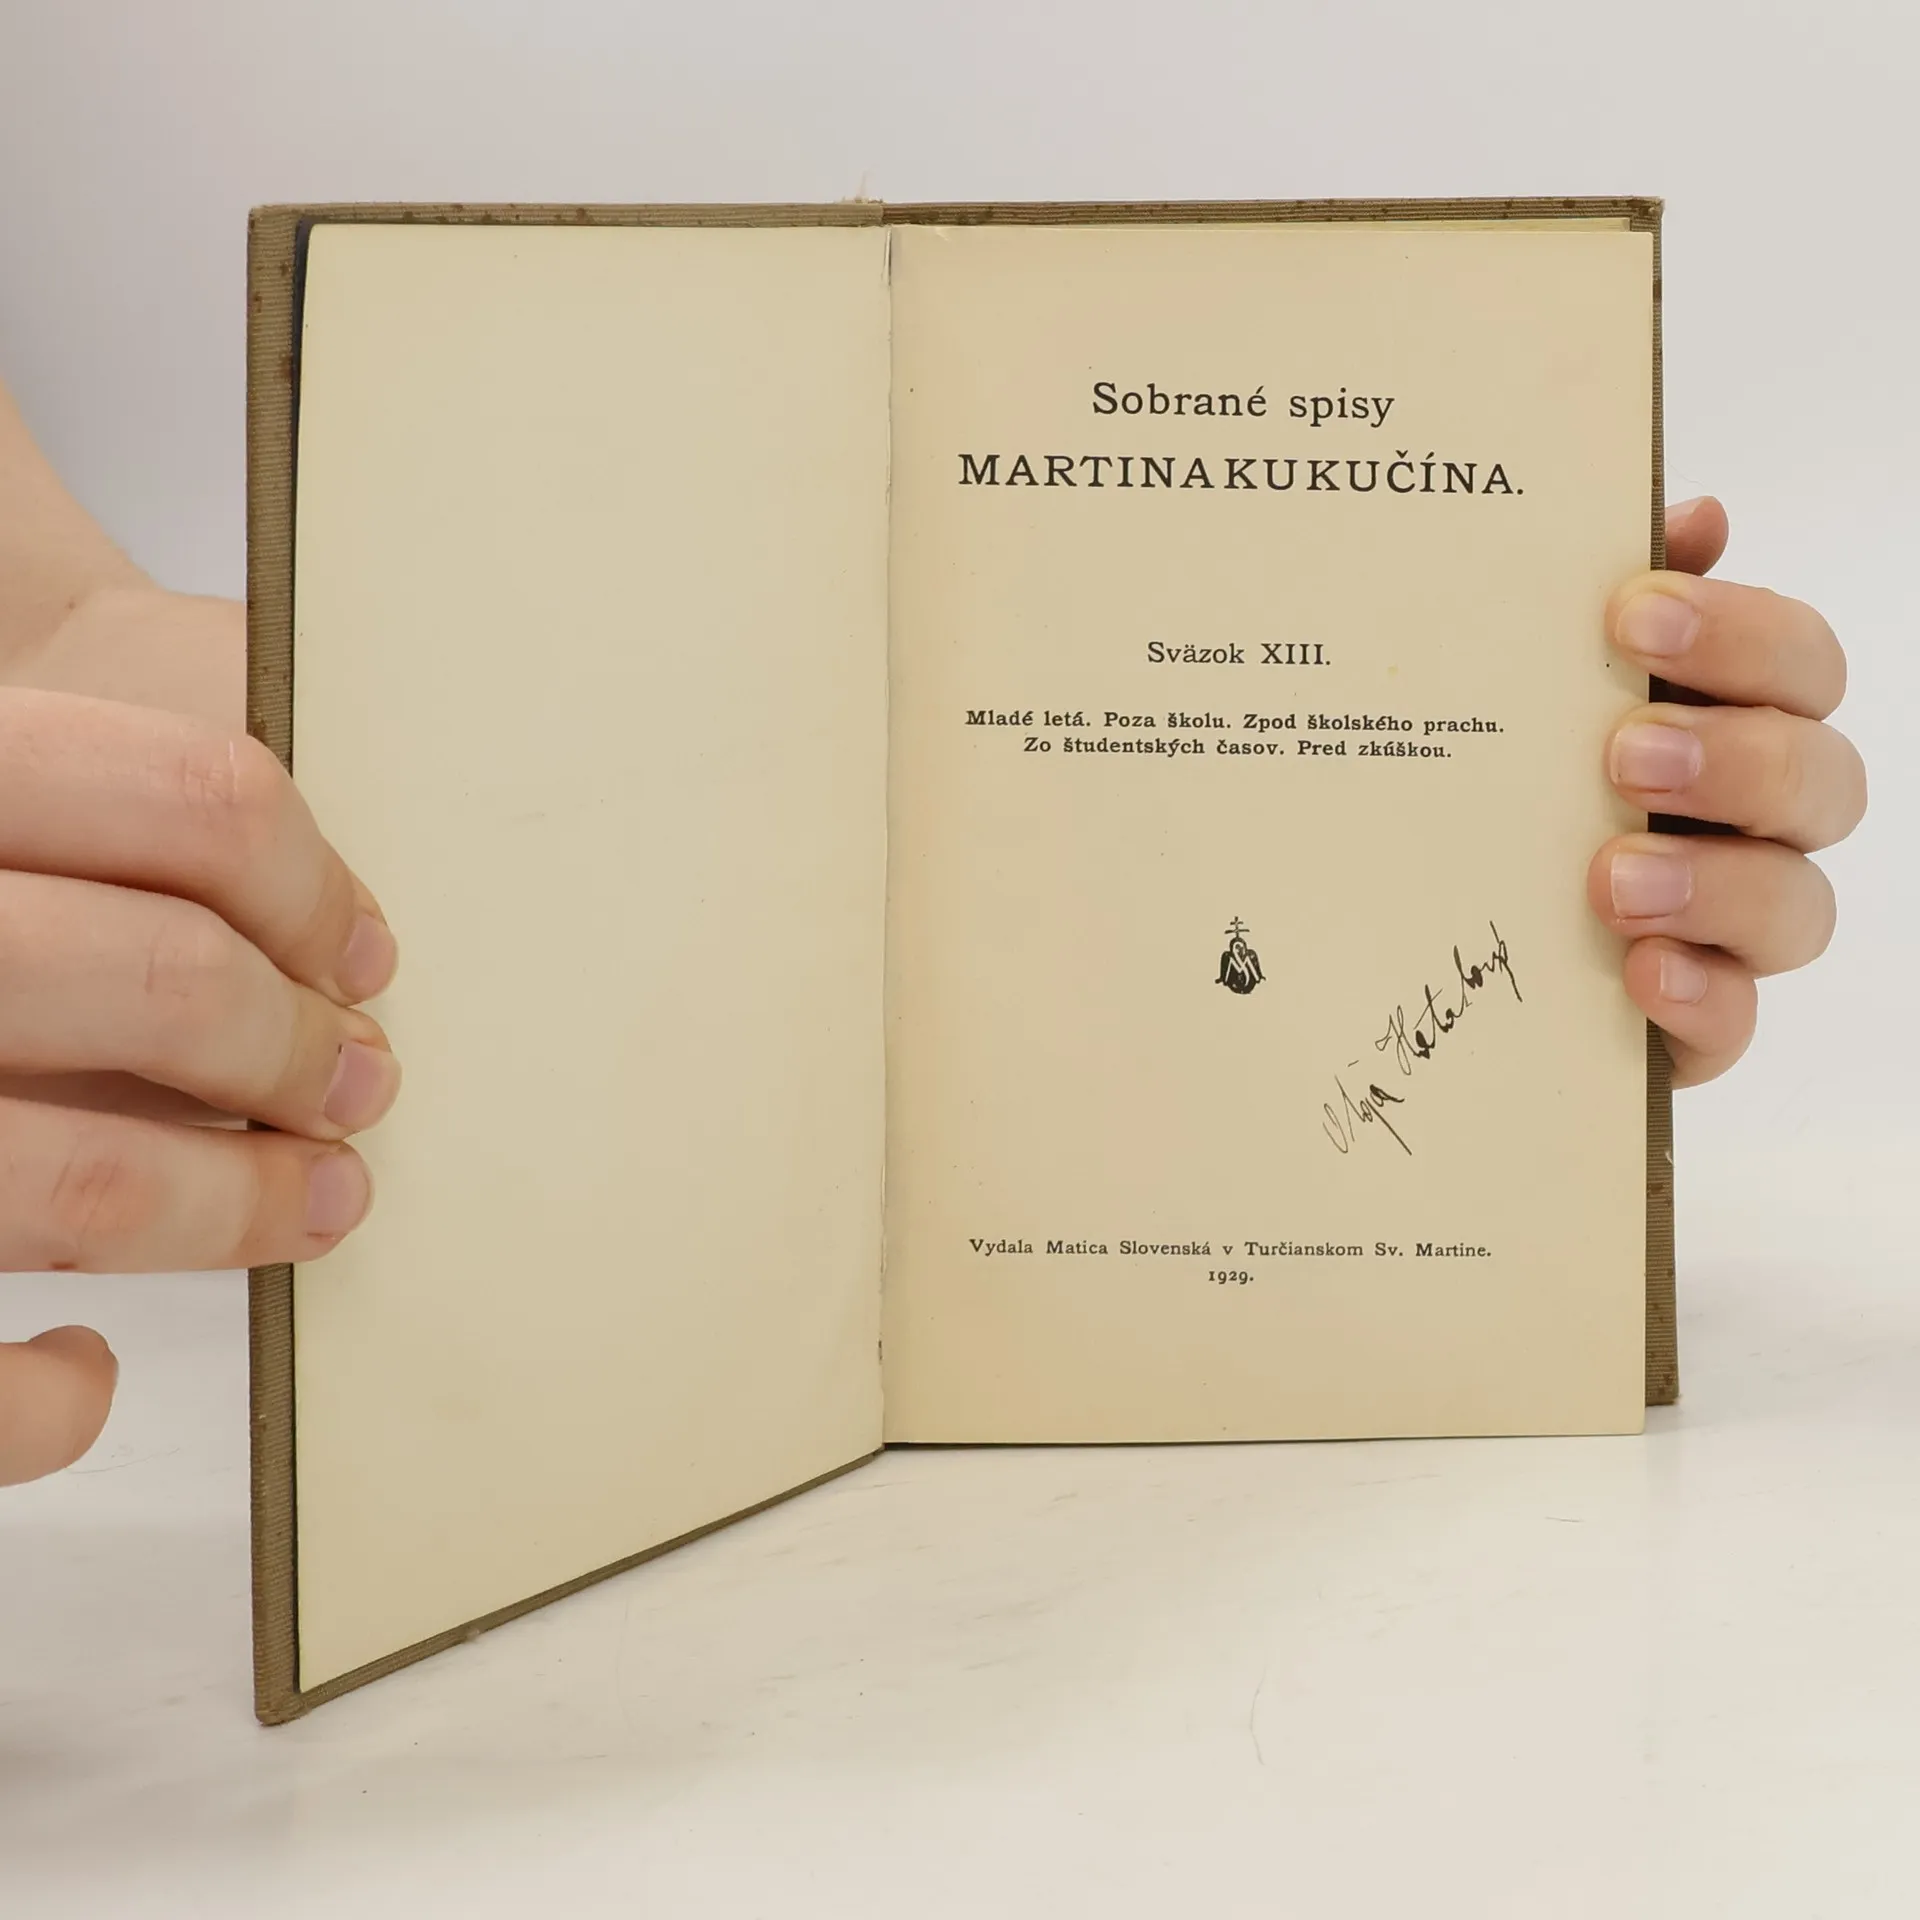 Sobrané spisy
MARTINA KUKUČÍNA.
Sväzok XIII.
Mladé letá. Poza školu. Zpod školského prachu.
Zo študentských časov. Pred zkúškou.
Vydala Matica Slovenská v Turčianskom Sv. Martine.
1929.